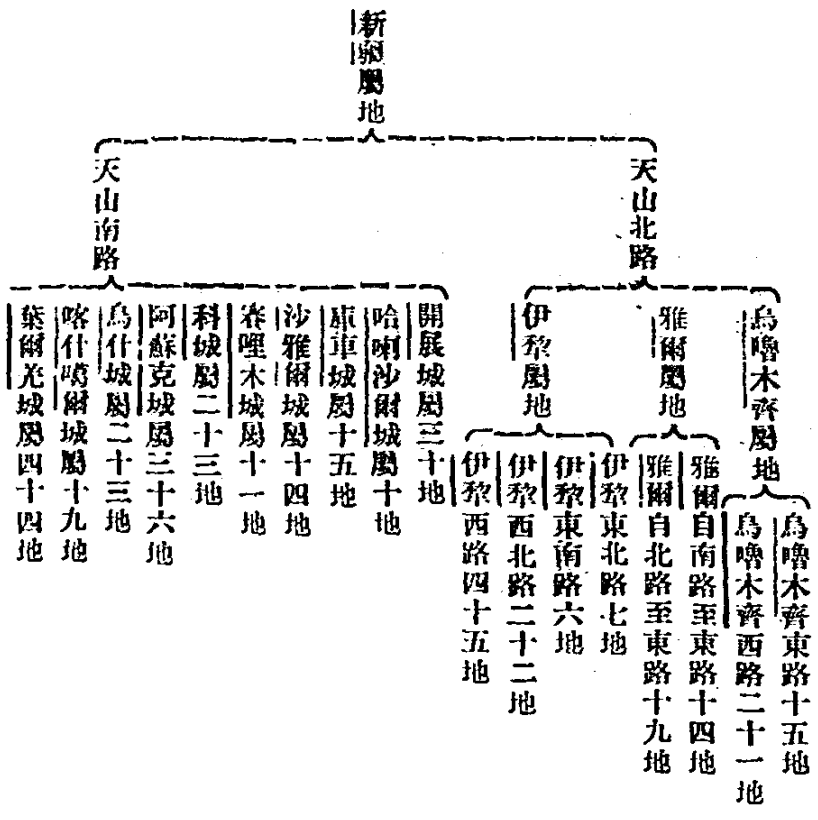 新疆屬地
天山北路
烏嚕木齊屬地
烏嚕木齊東路十五地
烏嚕木齊西路二十一地
雅爾屬地
雅爾自南路至東路十四地
雅爾自北路至東路十九地
伊犂屬地
伊犂東北路七地
伊犂東南路六地
伊犂西北路二十二地
伊犂西路四十五地
天山南路
開展城屬三十地
哈喇沙爾城屬十地
庫車城屬十五地
沙雅爾城屬十四地
賽哩木城屬十一地
科城屬二十三地
阿蘇克城屬三十六地
烏什城屬二十三地
喀什噶爾城屬十九地
葉爾羌城屬四十四地